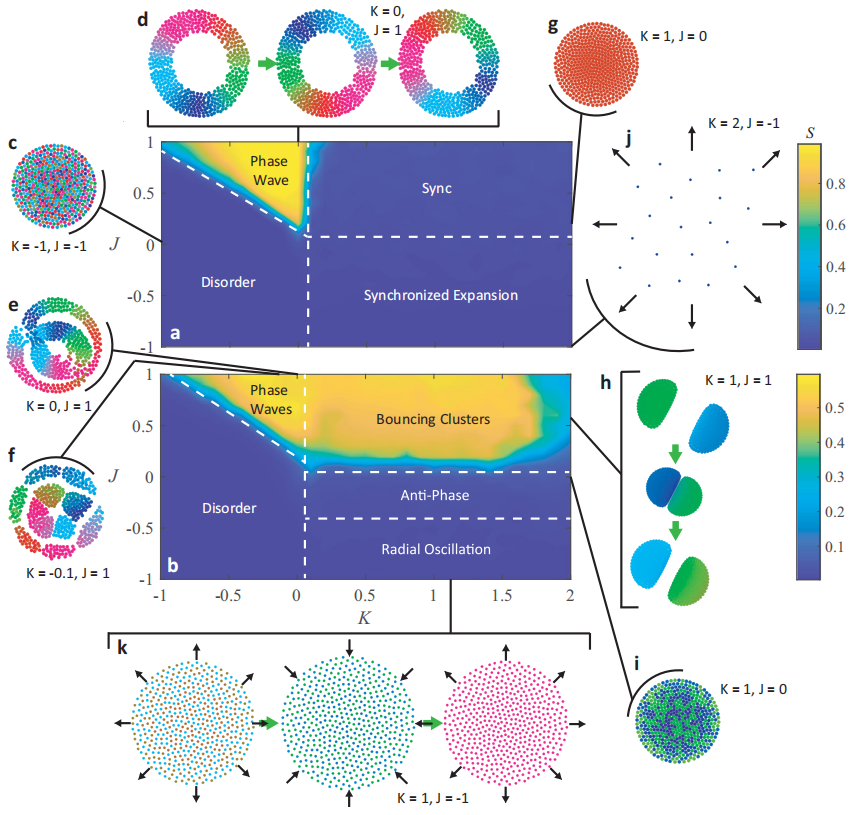 d
K = 0,
J = 1
g
K = 1, J = 0
c
K = -1, J = -1
j
K = 2, J = -1
S
0.8
0.6
0.4
0.2
1
0.5
0
-0.5
-1
J
Phase
Wave
Sync
Disorder
Synchronized Expansion
a
e
K = 0, J = 1
f
K = -0.1, J = 1
1
0.5
0
-0.5
-1
J
Phase
Waves
Bouncing Clusters
Disorder
Anti-Phase
Radial Oscillation
b
-1
-0.5
0
0.5
1
1.5
2
K
h
K = 1, J = 1
0.5
0.4
0.3
0.2
0.1
k
K = 1, J = -1
i
K = 1, J = 0